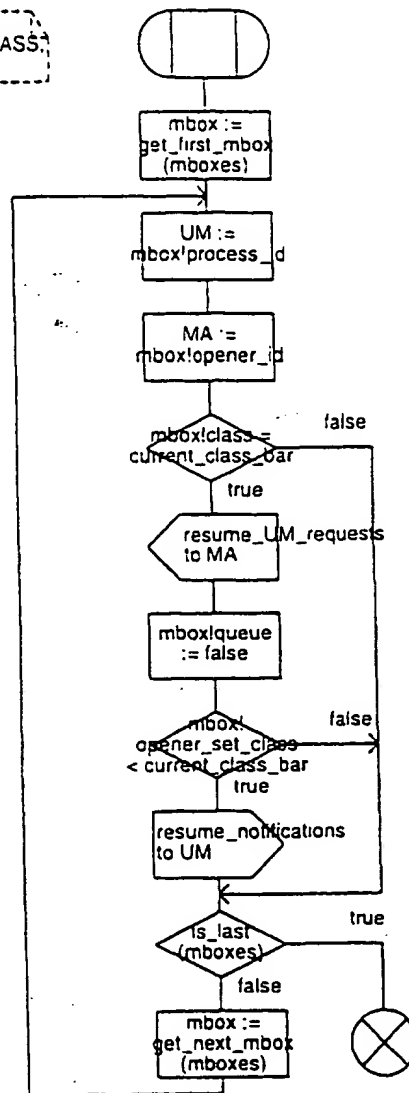 ASS,
mbox :=
get_first_mbox
(mboxes)
UM :=
mbox!process_id
MA :=
mbox!opener_id
mbox!class =
current_class_bar
false
true
resume_UM_requests
to MA
mbox!queue
:= false
mbox!
opener_set_class
< current_class_bar
false
true
resume_notifications
to UM
is_last
(mboxes)
true
false
mbox :=
get_next_mbox
(mboxes)